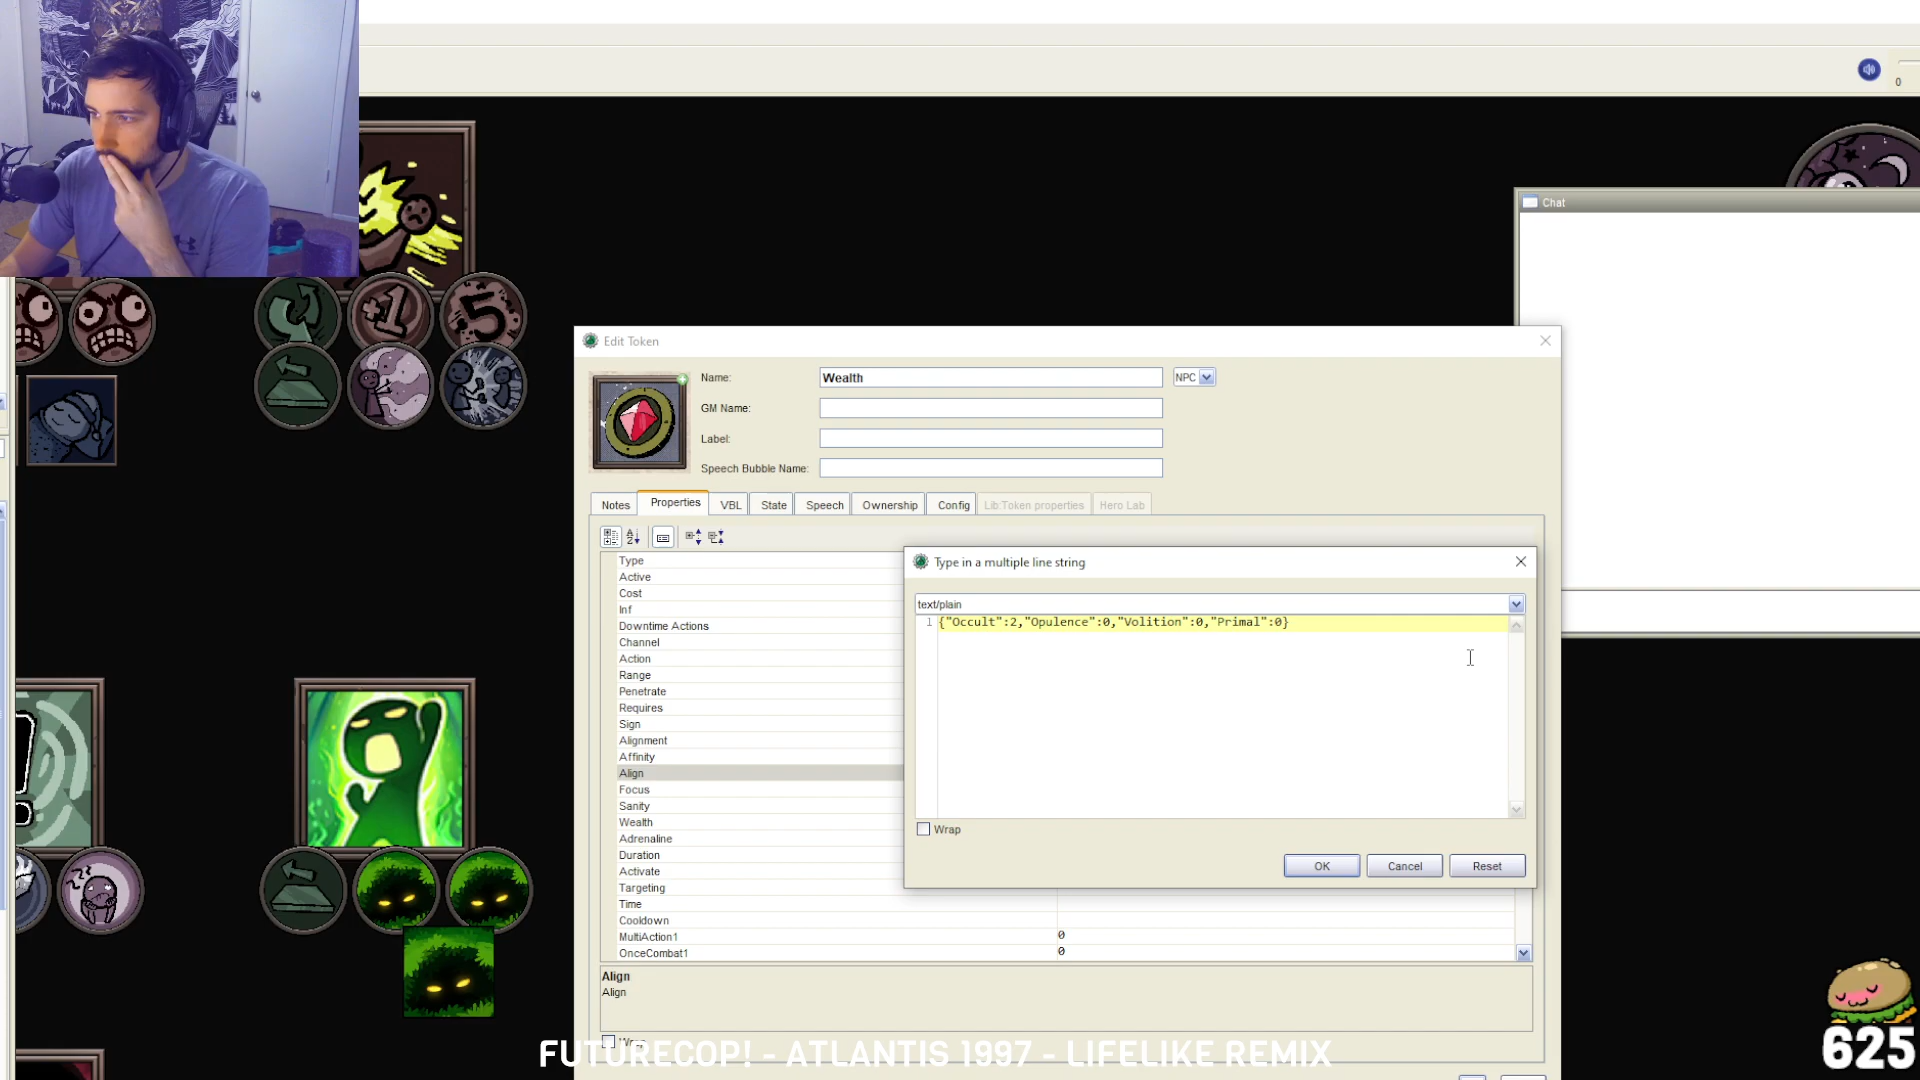 0
Chat
+1
5
Edit Token
Name:
Wealth
NPC
GM Name:
Label:
Speech Bubble Name:
Notes
Properties
VBL
State
Speech
Ownership
Config
Lib:Token properties
Hero Lab
Type
Active
Cost
Inf
Downtime Actions
Channel
Action
Range
Penetrate
Requires
Sign
Alignment
Affinity
Align
Focus
Sanity
Wealth
Adrenaline
Duration
Activate
Targeting
Time
Cooldown
MultiAction1 0
OnceCombat1 0
Type in a multiple line string
text/plain
1 {"Occult":2,"Opulence":0,"Volition":0,"Primal":0}
Wrap
OK
Cancel
Reset
Align
Align
FUTURECOP! - ATLANTIS 1997 - LIFELIKE REMIX
625